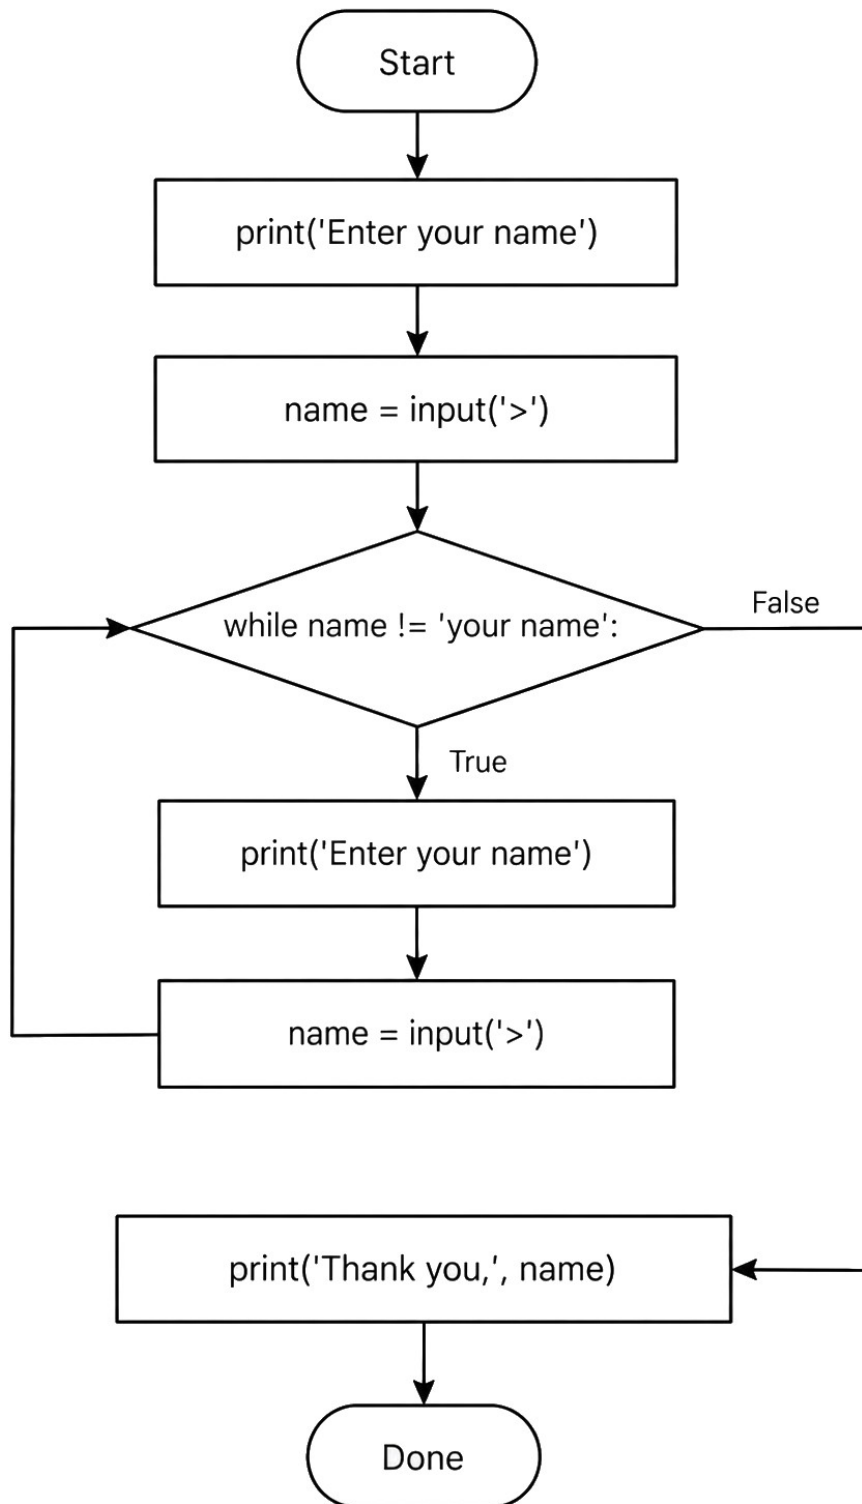 Start
print('Enter your name')
name = input('>')
while name != 'your name':
False
True
print('Enter your name')
name = input('>')
print('Thank you,', name)
Done